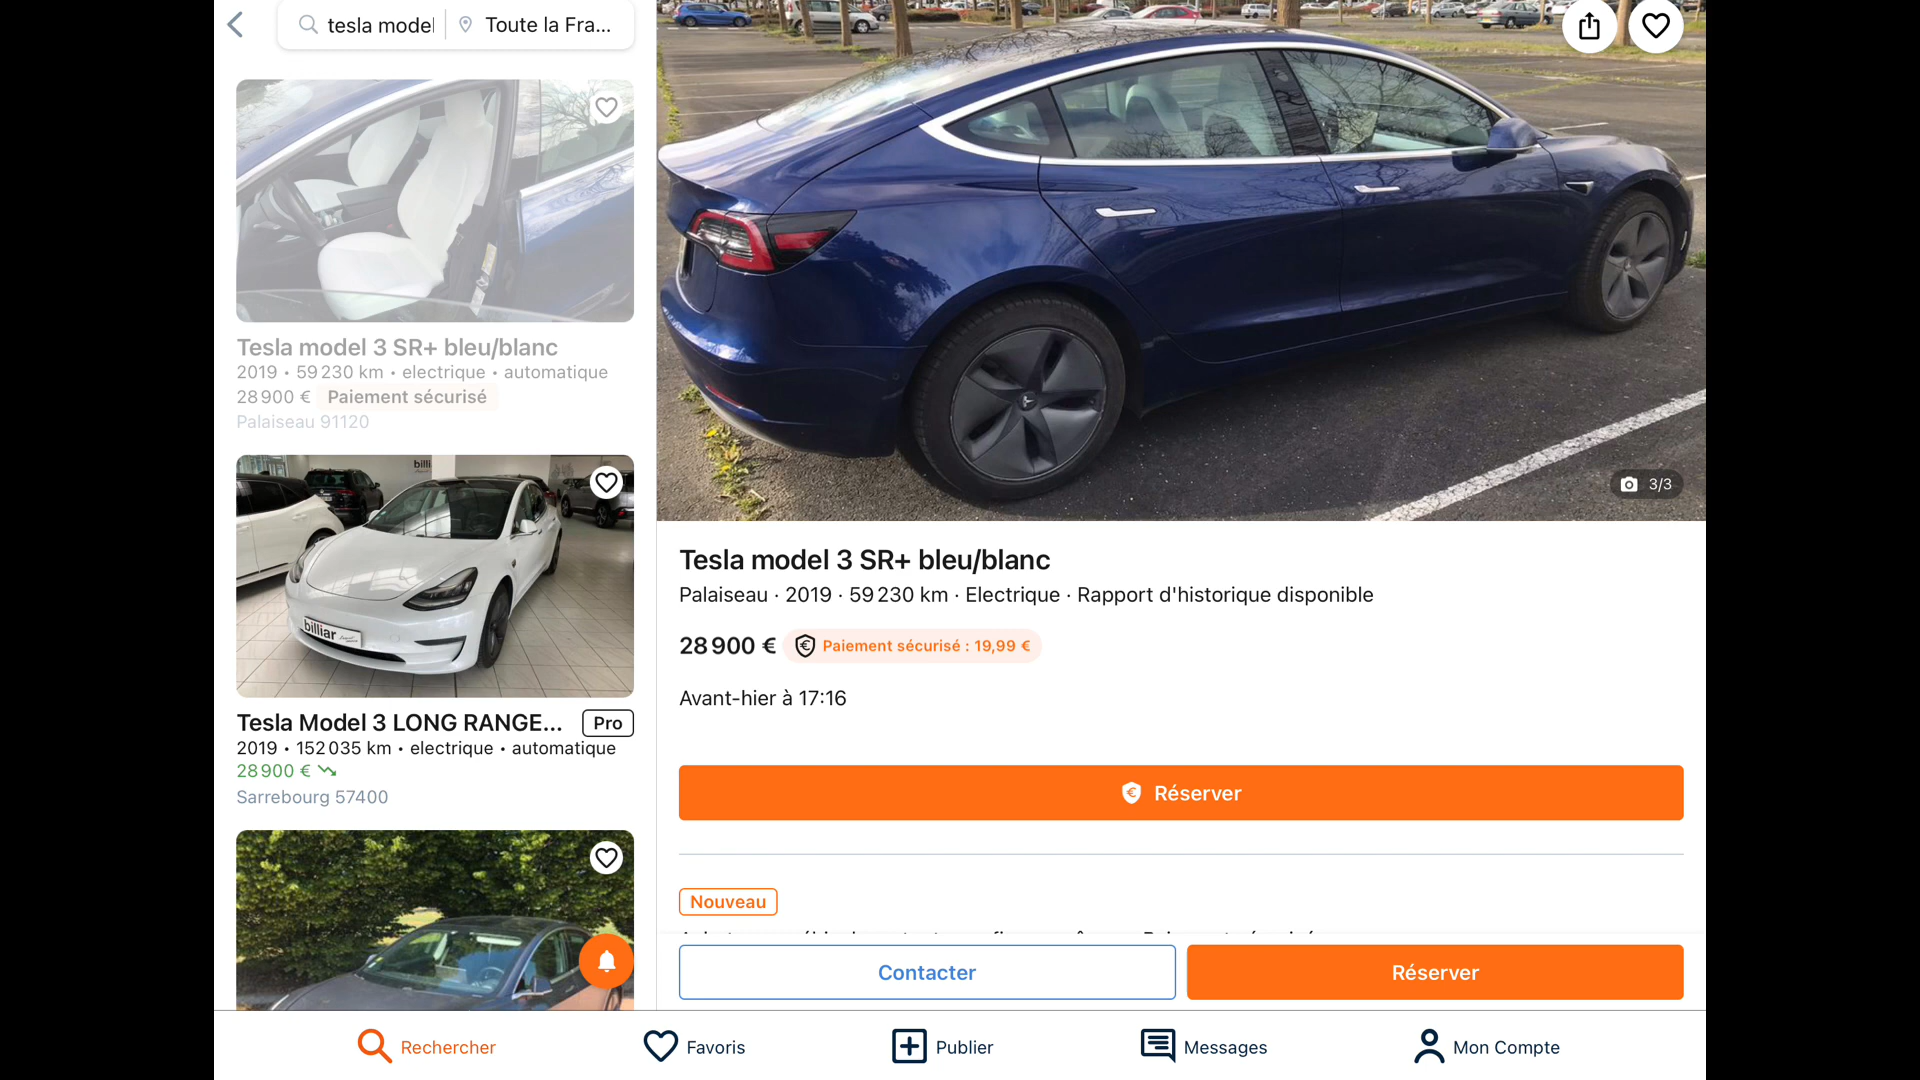 tesla model
Toute la Fra...
Tesla model 3 SR+ bleu/blanc
2019 • 59 230 km • electrique • automatique
28 900 € Paiement sécurisé
Palaiseau 91120
billi
billiar
Tesla Model 3 LONG RANGE... Pro
2019 • 152 035 km • electrique • automatique
28 900 €
Sarrebourg 57400
3/3
Tesla model 3 SR+ bleu/blanc
Palaiseau · 2019 · 59 230 km · Electrique · Rapport d'historique disponible
28 900 € Paiement sécurisé : 19,99 €
Avant-hier à 17:16
Réserver
Nouveau
Contacter
Réserver
Rechercher
Favoris
Publier
Messages
Mon Compte